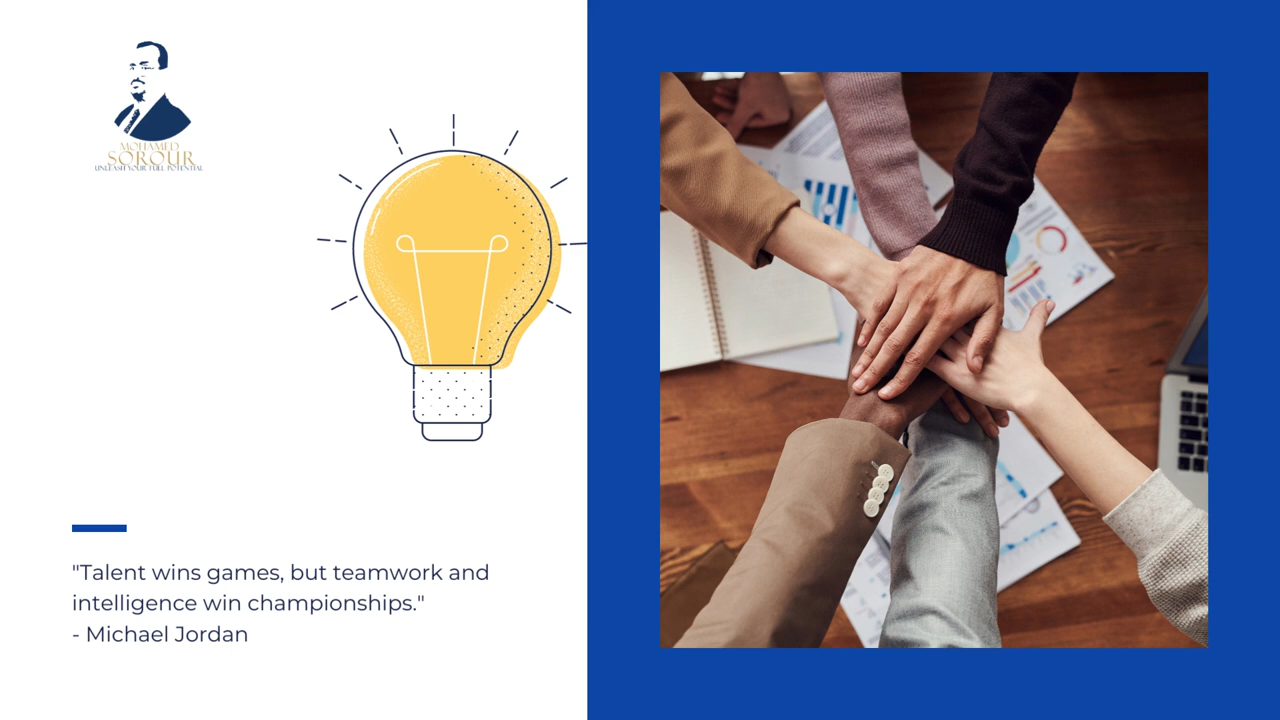 MOHAMED
SOROUR
UNLEASH YOUR FULL POTENTIAL
"Talent wins games, but teamwork and
intelligence win championships."
- Michael Jordan